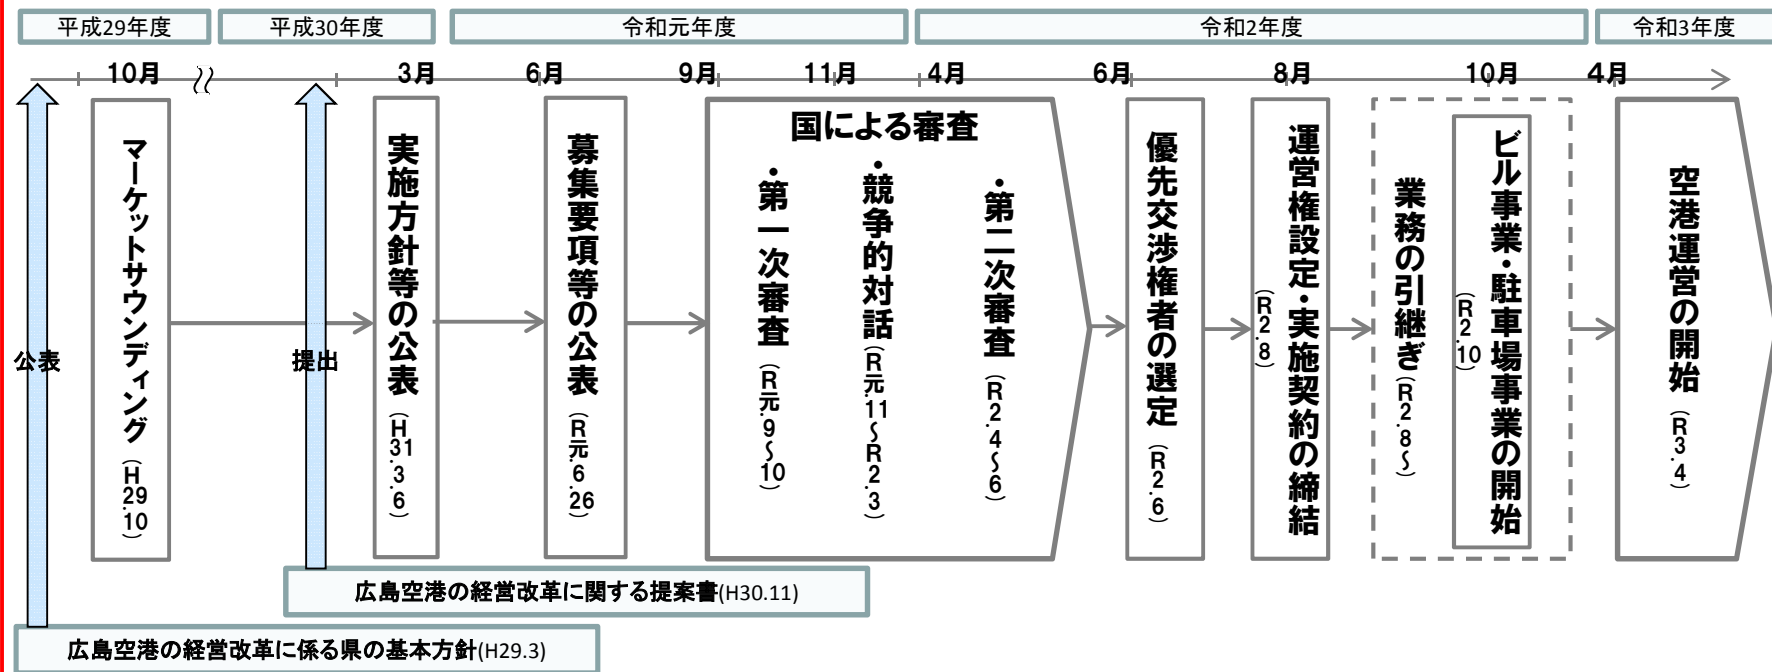 平成29年度
平成30年度
令和元年度
令和2年度
令和3年度
10月
3月
6月
9月
11月
4月
6月
8月
10月
4月
公表
マーケットサウンディング(H29.10)
提出
実施方針等の公表(H31.3.6)
募集要項等の公表(R元.6.26)
国による審査
・第一次審査(R元.9~10)
・競争的対話(R元.11~R2.3)
・第二次審査(R2.4~6)
優先交渉権者の選定(R2.6)
運営権設定・実施契約の締結
(R2.8)
業務の引継ぎ(R2.8~)
ビル事業・駐車場事業の開始
(R2.10)
空港運営の開始(R3.4)
広島空港の経営改革に関する提案書(H30.11)
広島空港の経営改革に係る県の基本方針(H29.3)